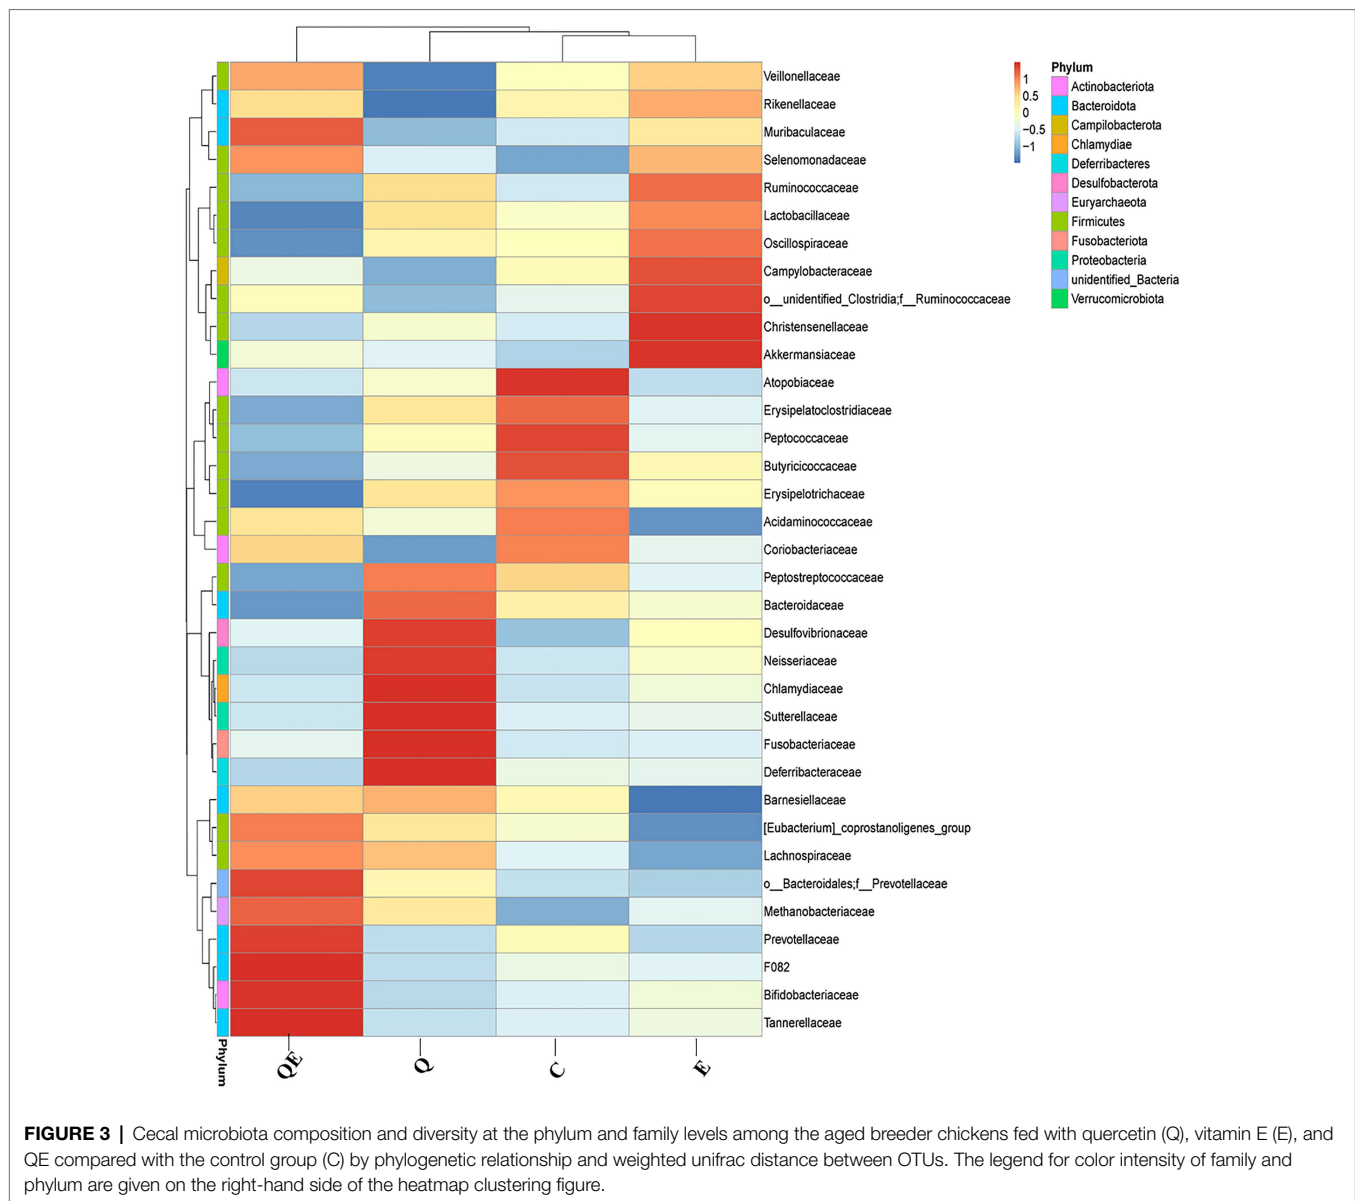 Veillonellaceae
Rikenellaceae
Muribaculaceae
Selenomonadaceae
Ruminococcaceae
Lactobacillaceae
Oscillospiraceae
Campylobacteraceae
o__unidentified_Clostridia;f__Ruminococcaceae
Christensenellaceae
Akkermansiaceae
Atopobiaceae
Erysipelatoclostridiaceae
Peptococcaceae
Butyricicoccaceae
Erysipelotrichaceae
Acidaminococcaceae
Coriobacteriaceae
Peptostreptococcaceae
Bacteroidaceae
Desulfovibrionaceae
Neisseriaceae
Chlamydiaceae
Sutterellaceae
Fusobacteriaceae
Deferribacteraceae
Barnesiellaceae
[Eubacterium]_coprostanoligenes_group
Lachnospiraceae
o__Bacteroidales;f__Prevotellaceae
Methanobacteriaceae
Prevotellaceae
F082
Bifidobacteriaceae
Tannerellaceae
1
0.5
0
−0.5
−1
Phylum
Actinobacteriota
Bacteroidota
Campilobacterota
Chlamydiae
Deferribacteres
Desulfobacterota
Euryarchaeota
Firmicutes
Fusobacteriota
Proteobacteria
unidentified_Bacteria
Verrucomicrobiota
Phylum
QE
Q
C
E
FIGURE 3 | Cecal microbiota composition and diversity at the phylum and family levels among the aged breeder chickens fed with quercetin (Q), vitamin E (E), and
QE compared with the control group (C) by phylogenetic relationship and weighted unifrac distance between OTUs. The legend for color intensity of family and
phylum are given on the right-hand side of the heatmap clustering figure.